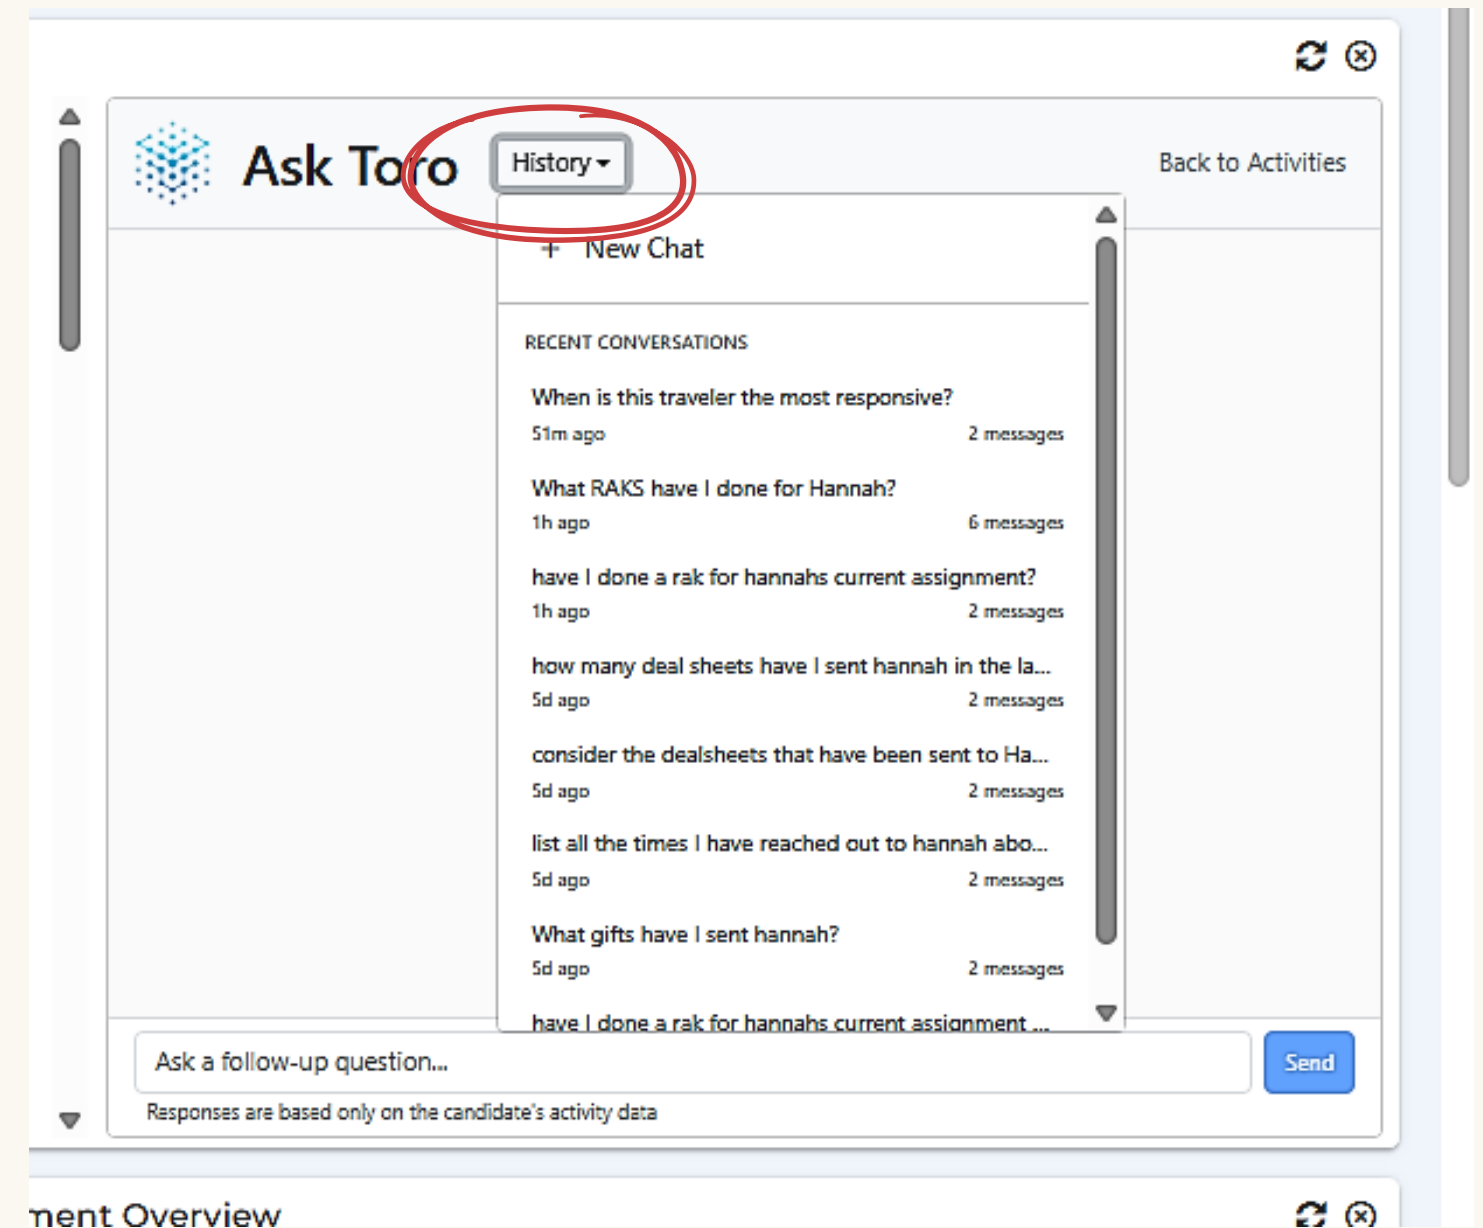 Ask Toro
History
Back to Activities
+ New Chat
RECENT CONVERSATIONS
When is this traveler the most responsive?
51m ago 2 messages
What RAKS have I done for Hannah?
1h ago 6 messages
have I done a rak for hannahs current assignment?
1h ago 2 messages
how many deal sheets have I sent hannah in the la...
5d ago 2 messages
consider the dealsheets that have been sent to Ha...
5d ago 2 messages
list all the times I have reached out to hannah abo...
5d ago 2 messages
What gifts have I sent hannah?
5d ago 2 messages
have I done a rak for hannahs current assignment ...
Ask a follow-up question...
Send
Responses are based only on the candidate's activity data
ment Overview